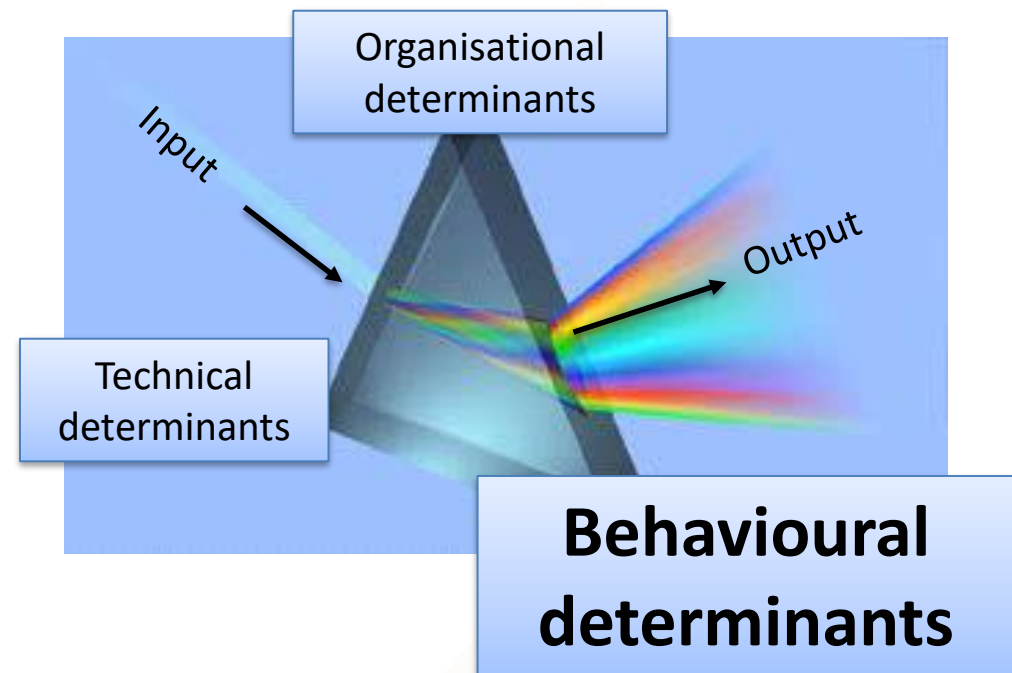 Organisational
determinants
Input
Output
Technical
determinants
Behavioural
determinants